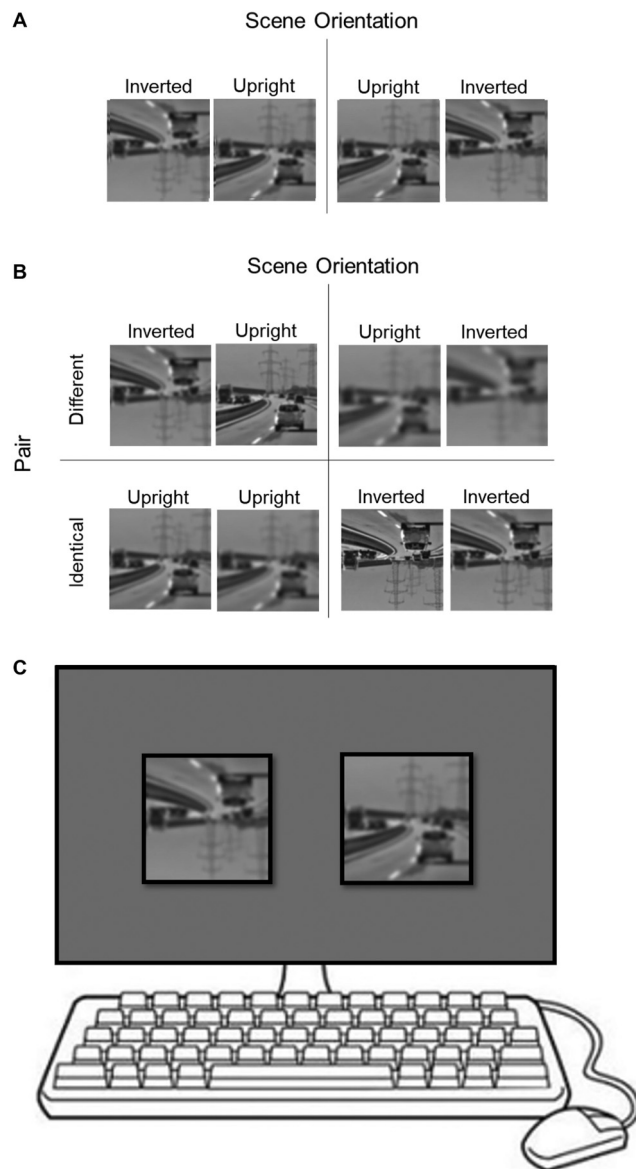 A
Scene Orientation
Inverted Upright Upright Inverted
B
Scene Orientation
Inverted Upright Upright Inverted
Different
Pair
Upright Upright Inverted Inverted
Identical
C